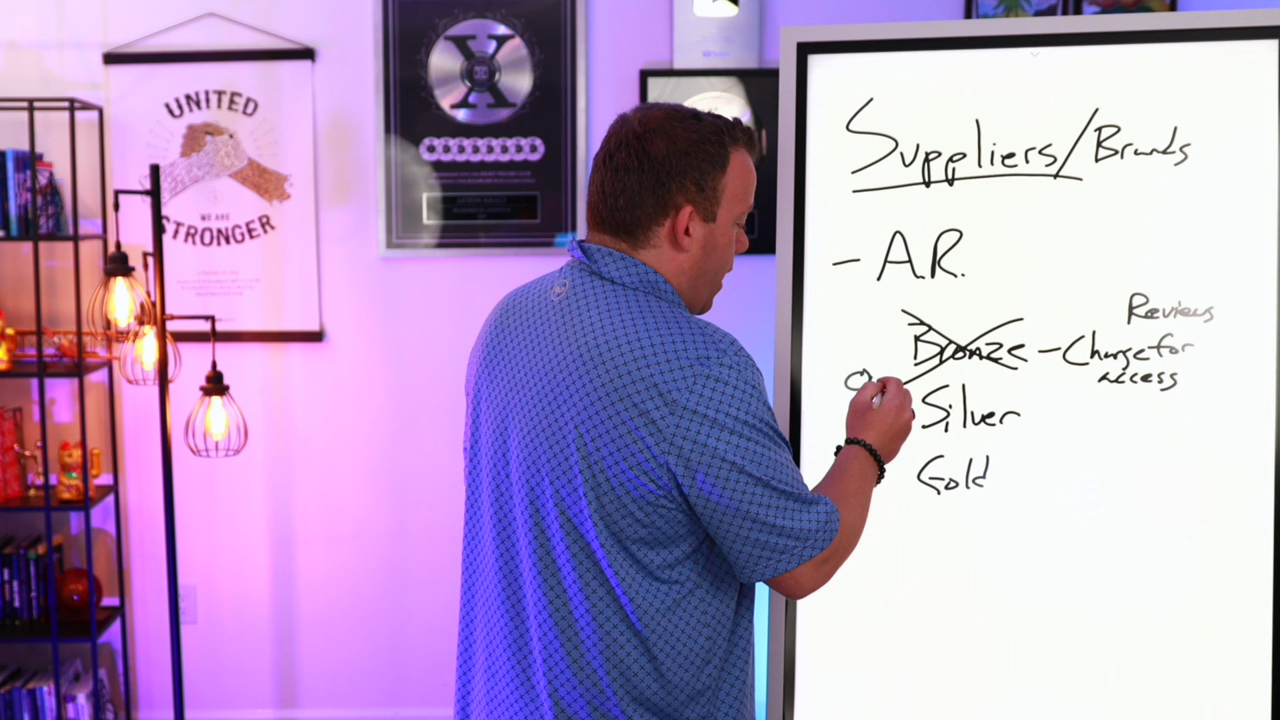 UNITED
WE ARE
STRONGER
X
Suppliers/Brands
- A.R.
Reviews
Bronze - Charge for
access
Silver
Gold